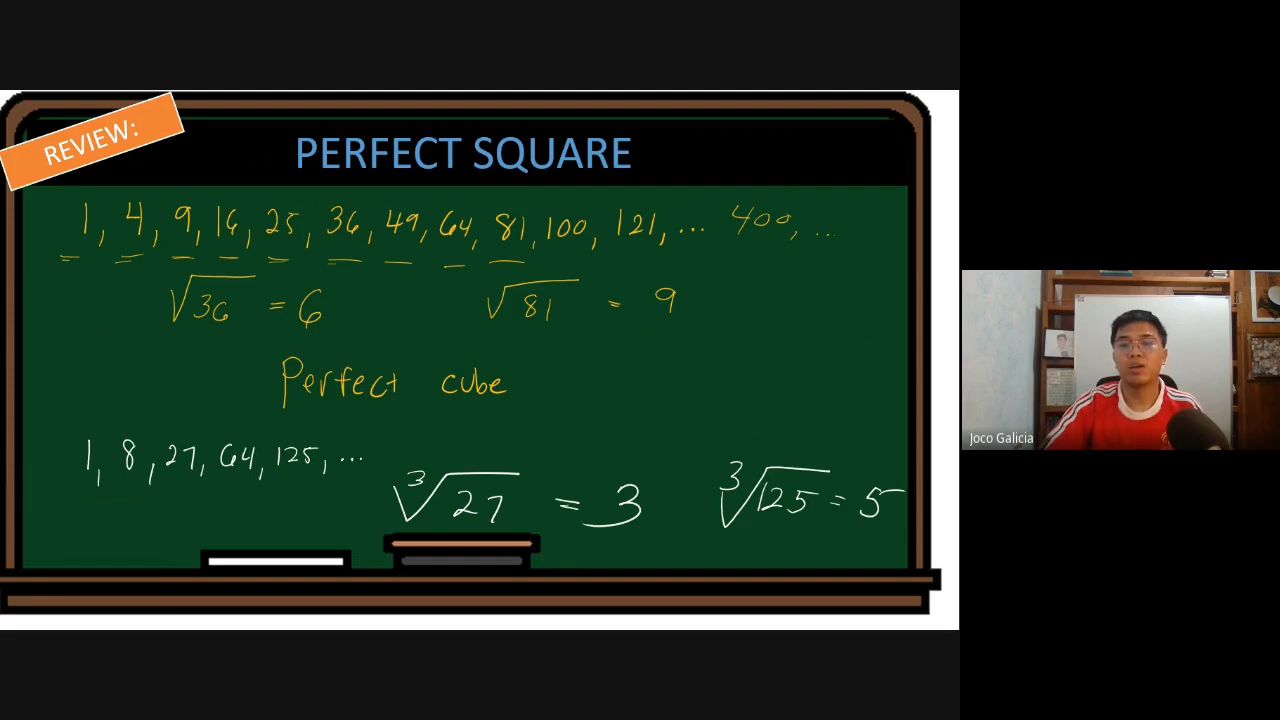 REVIEW:
PERFECT SQUARE
1, 4, 9, 16, 25, 36, 49, 64, 81, 100, 121, ... 400, ...
√36 = 6
√81 = 9
Perfect cube
1, 8, 27, 64, 125, ...
∛27 = 3
∛125 = 5
Joco Galicia